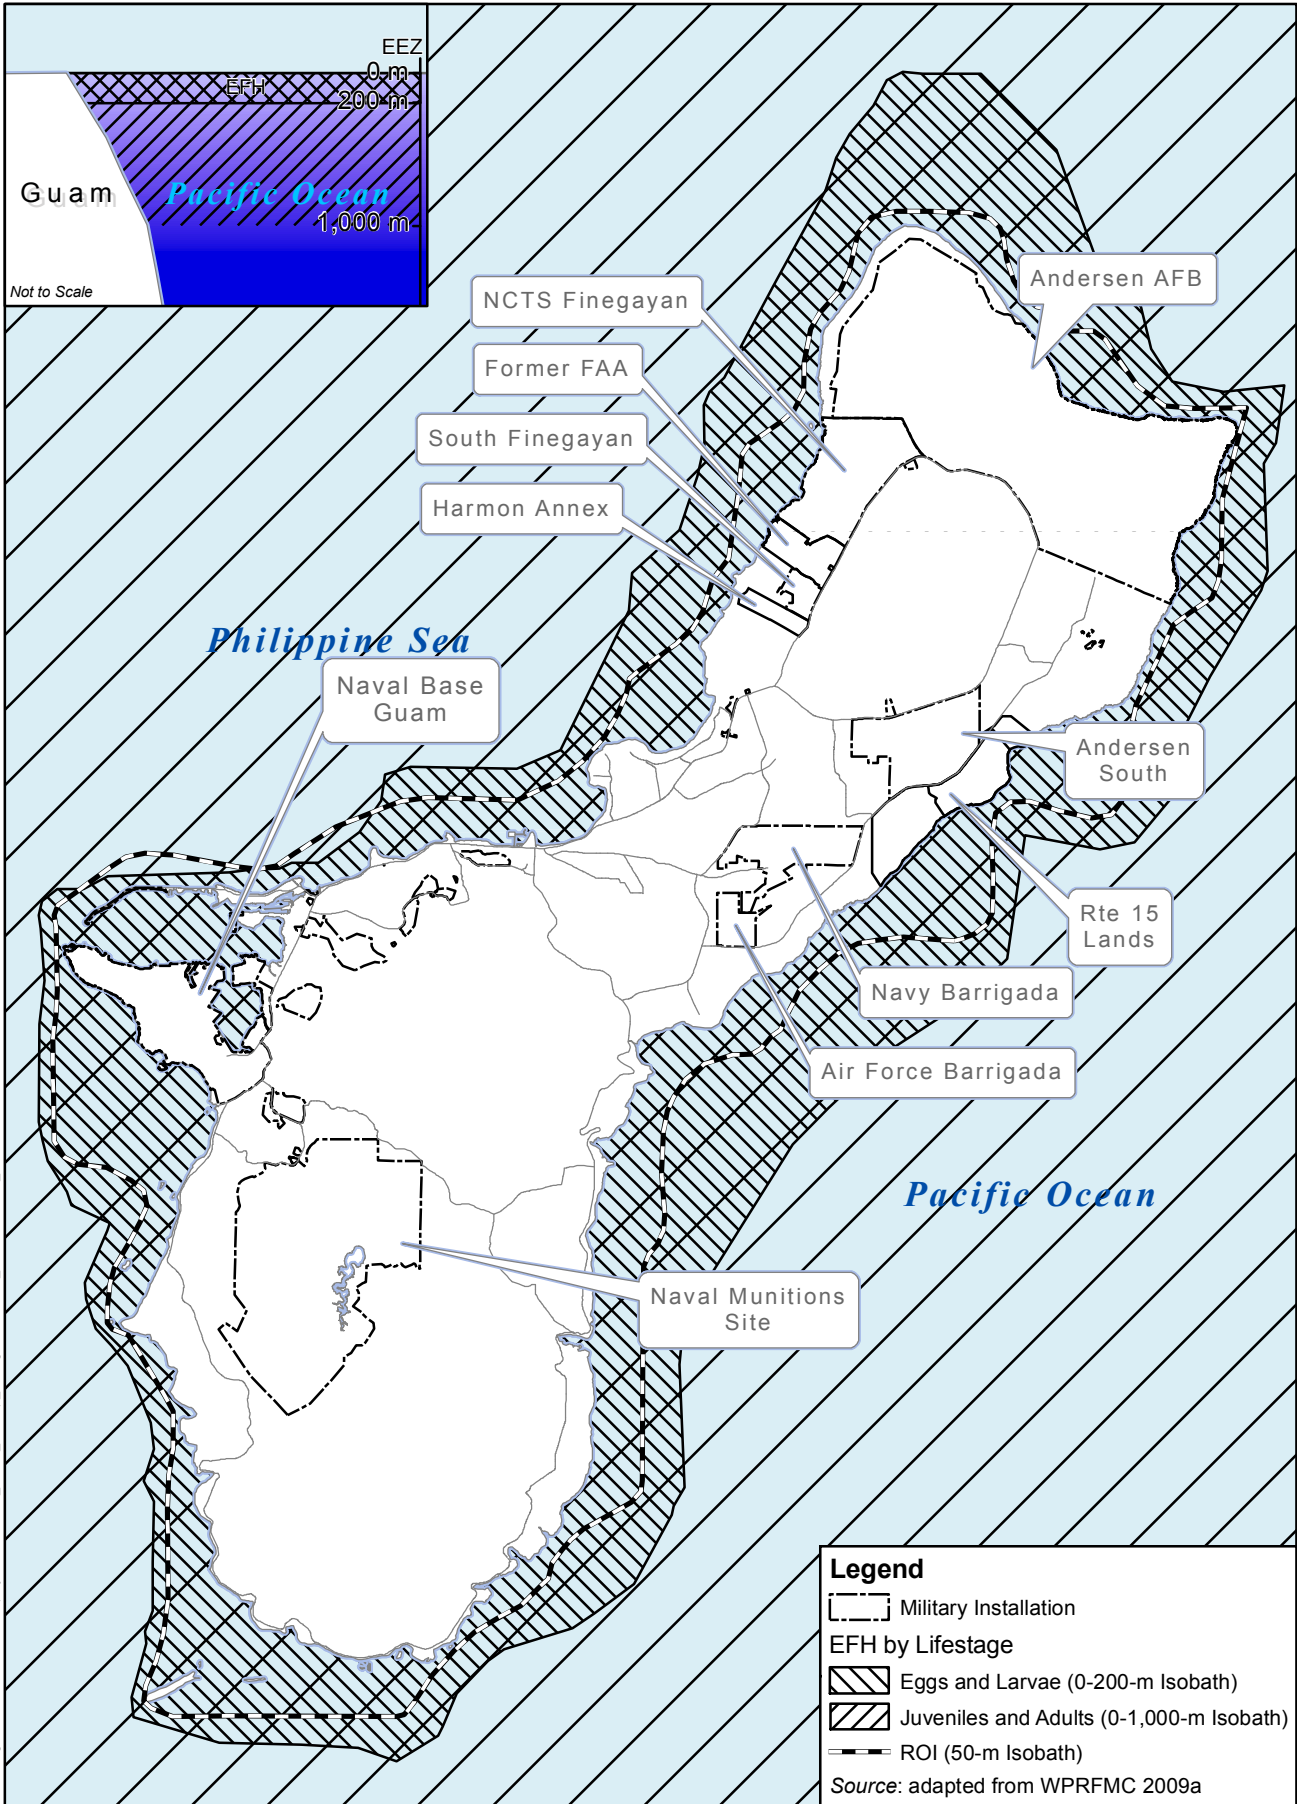 EEZ
0 m
EFH
200 m
Guam
Pacific Ocean
1,000 m
Not to Scale
Andersen AFB
NCTS Finegayan
Former FAA
South Finegayan
Harmon Annex
Philippine Sea
Naval Base
Guam
Andersen
South
Rte 15
Lands
Navy Barrigada
Air Force Barrigada
Pacific Ocean
Naval Munitions
Site
Legend
Military Installation
EFH by Lifestage
Eggs and Larvae (0-200-m Isobath)
Juveniles and Adults (0-1,000-m Isobath)
ROI (50-m Isobath)
Source: adapted from WPRFMC 2009a